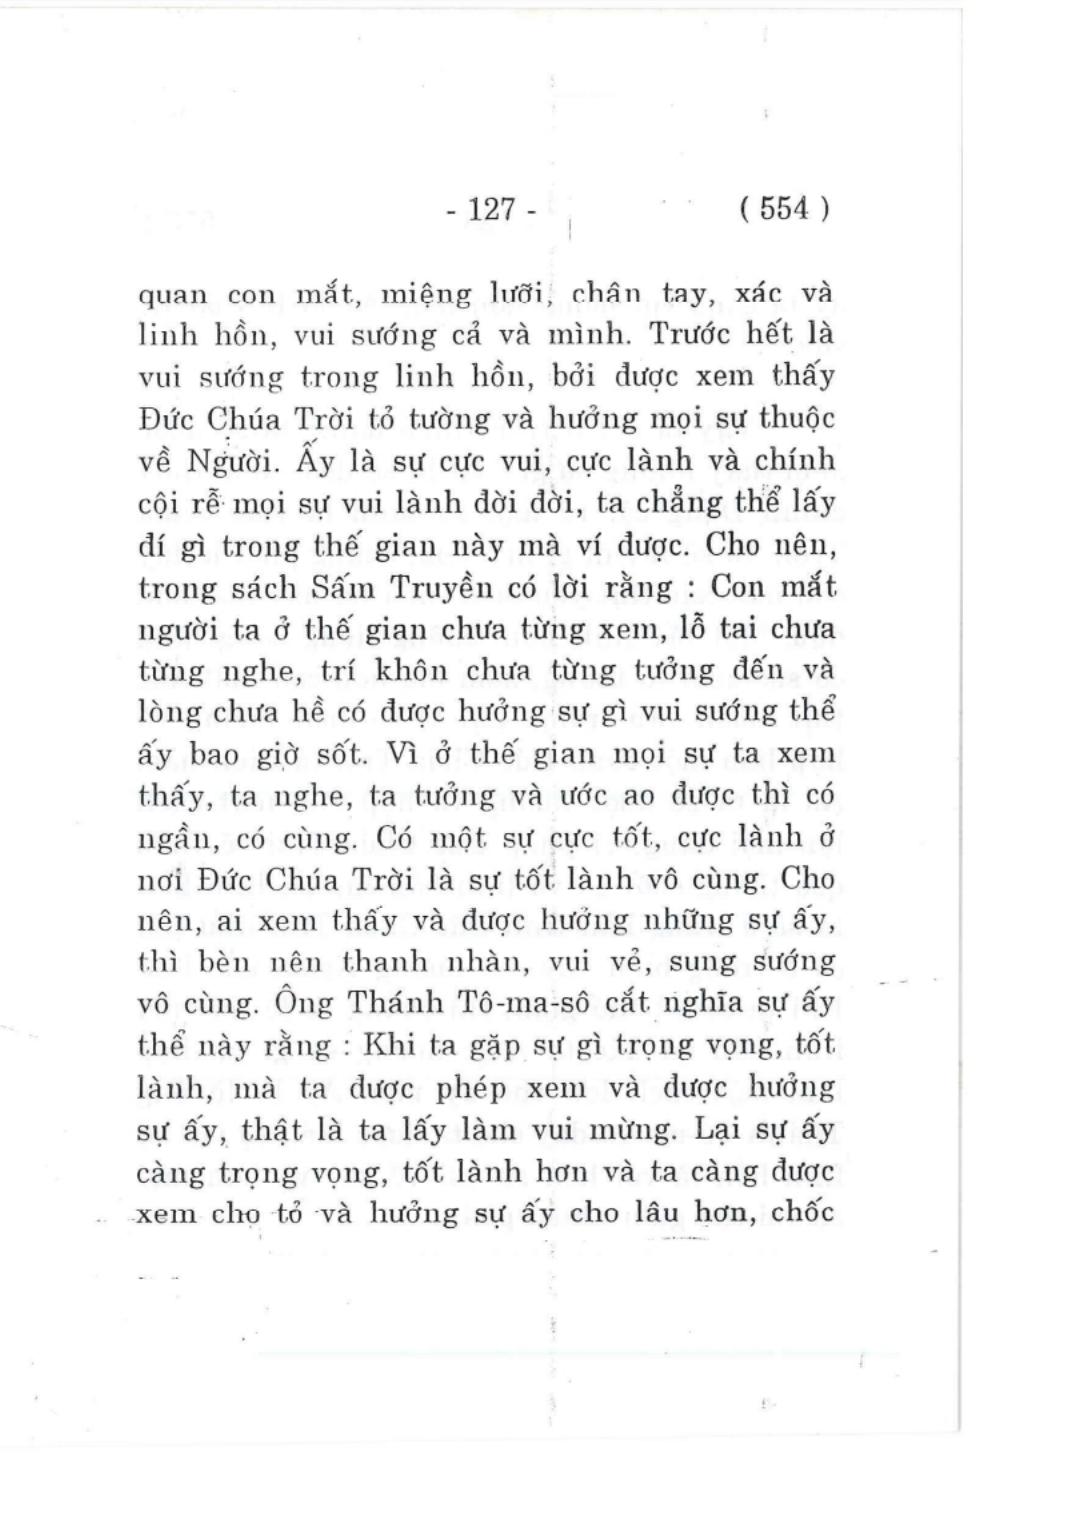 - 127 - ( 554 )
quan con mắt, miệng lưỡi, chân tay, xác và
linh hồn, vui sướng cả và mình. Trước hết là
vui sướng trong linh hồn, bởi được xem thấy
Đức Chúa Trời tỏ tường và hưởng mọi sự thuộc
về Người. Ấy là sự cực vui, cực lành và chính
cội rễ mọi sự vui lành đời đời, ta chẳng thể lấy
đí gì trong thế gian này mà ví được. Cho nên,
trong sách Sấm Truyền có lời rằng : Con mắt
người ta ở thế gian chưa từng xem, lỗ tai chưa
từng nghe, trí khôn chưa từng tưởng đến và
lòng chưa hề có được hưởng sự gì vui sướng thể
ấy bao giờ sốt. Vì ở thế gian mọi sự ta xem
thấy, ta nghe, ta tưởng và ước ao được thì có
ngần, có cùng. Có một sự cực tốt, cực lành ở
nơi Đức Chúa Trời là sự tốt lành vô cùng. Cho
nên, ai xem thấy và được hưởng những sự ấy,
thì bèn nên thanh nhàn, vui vẻ, sung sướng
vô cùng. Ông Thánh Tô-ma-sô cắt nghĩa sự ấy
thể này rằng : Khi ta gặp sự gì trọng vọng, tốt
lành, mà ta được phép xem và được hưởng
sự ấy, thật là ta lấy làm vui mừng. Lại sự ấy
càng trọng vọng, tốt lành hơn và ta càng được
xem cho tỏ và hưởng sự ấy cho lâu hơn, chốc